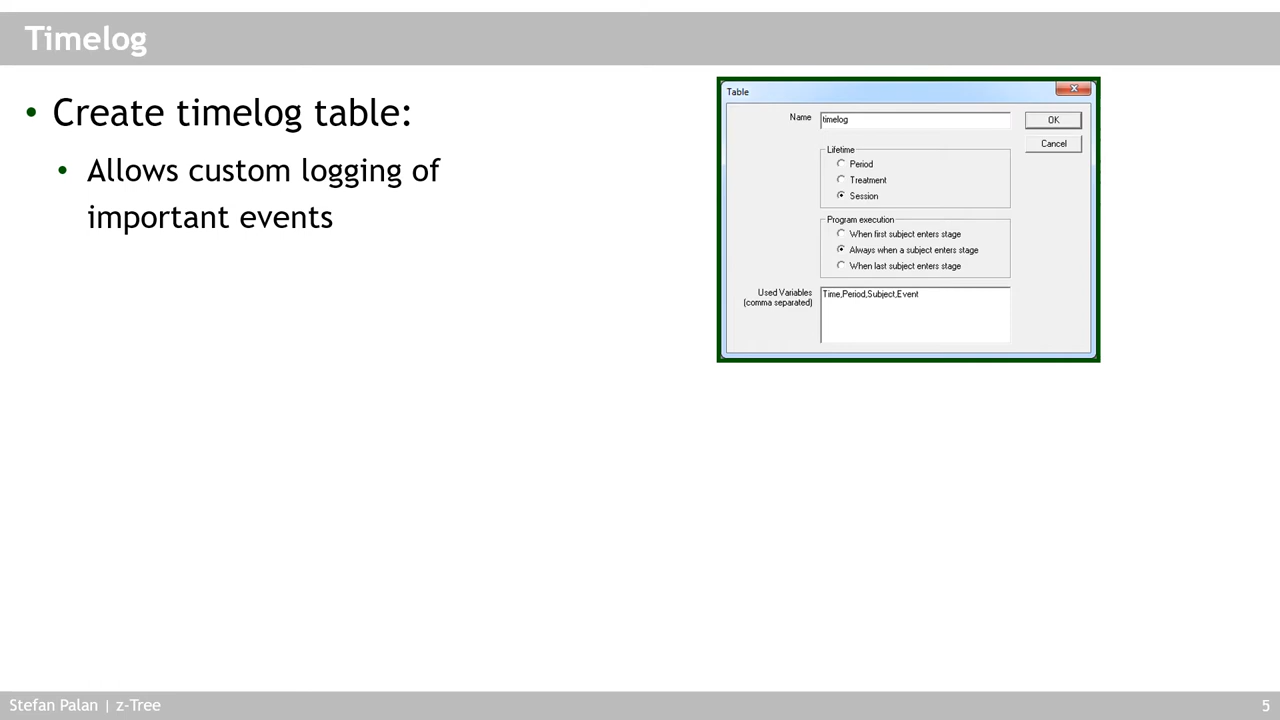 Timelog
• Create timelog table:
• Allows custom logging of
important events
Table
Name
timelog
OK
Cancel
Lifetime
Period
Treatment
Session
Program execution
When first subject enters stage
Always when a subject enters stage
When last subject enters stage
Used Variables
(comma separated)
Time,Period,Subject,Event
Stefan Palan | z-Tree
5